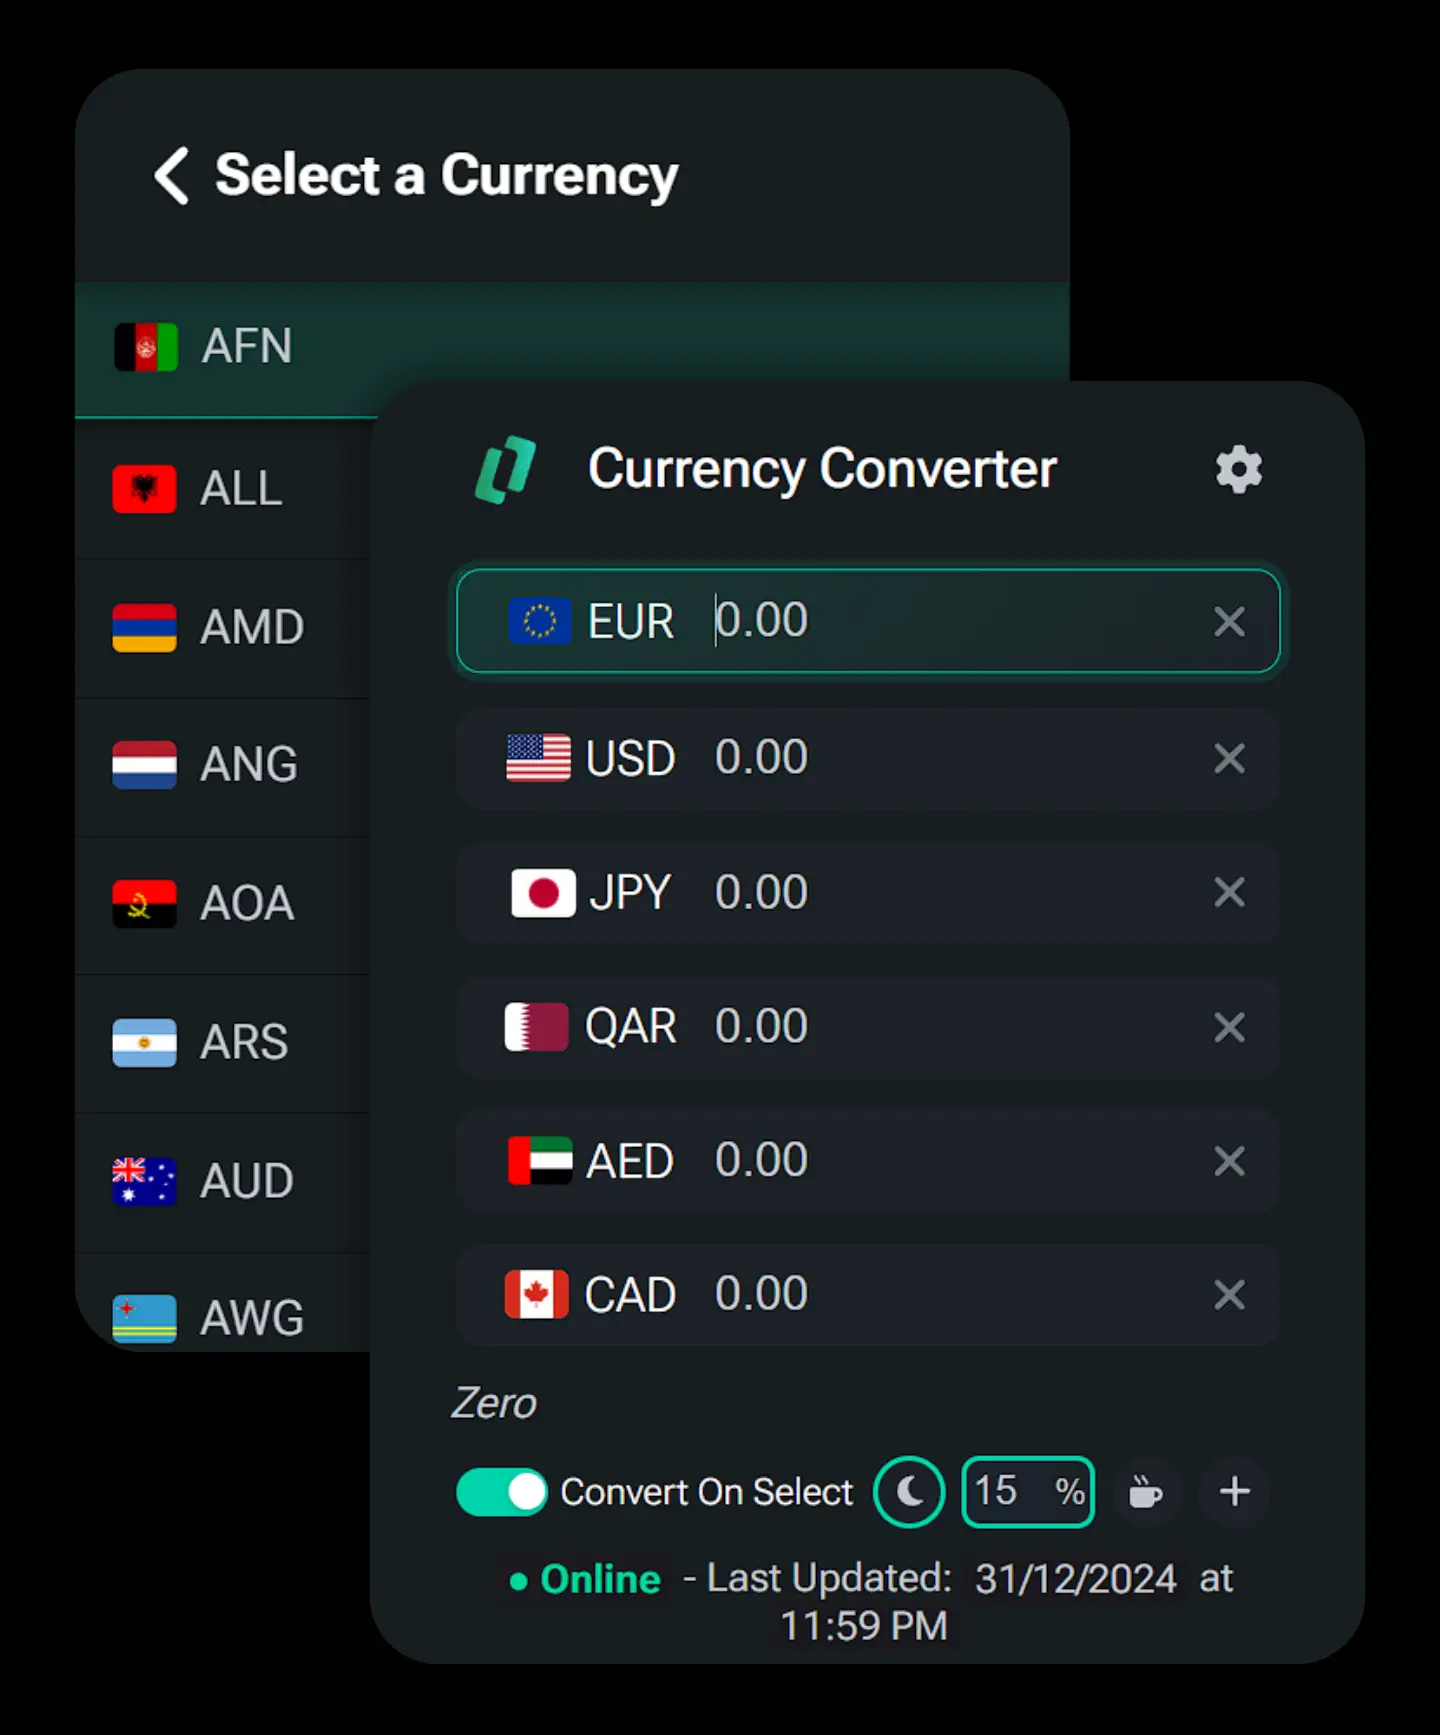 Select a Currency
AFN
ALL
AMD
ANG
AOA
ARS
AUD
AWG
Currency Converter
EUR 0.00
USD 0.00
JPY 0.00
QAR 0.00
AED 0.00
CAD 0.00
Zero
Convert On Select 15 %
Online - Last Updated: 31/12/2024 at
11:59 PM